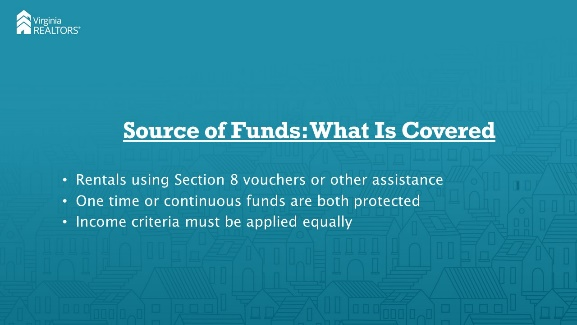 Virginia
REALTORS®
Source of Funds: What Is Covered
• Rentals using Section 8 vouchers or other assistance
• One time or continuous funds are both protected
• Income criteria must be applied equally